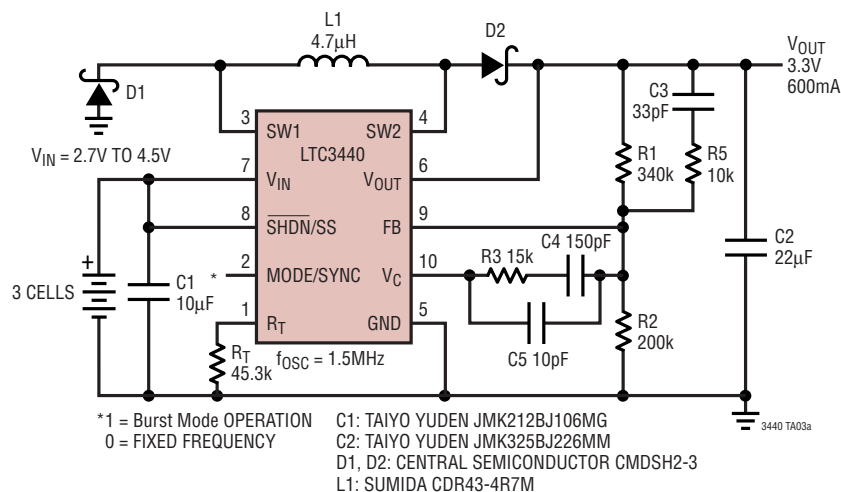 L1
4.7µH
D2
VOUT
3.3V
600mA
D1
C3
33pF
3
SW1
4
SW2
LTC3440
VIN = 2.7V TO 4.5V
7
VIN
6
VOUT
R1
340k
R5
10k
8
SHDN/SS
9
FB
2
MODE/SYNC
*
10
VC
R3 15k
C4 150pF
C2
22µF
3 CELLS
+
C1
10µF
1
RT
5
GND
C5 10pF
R2
200k
RT
45.3k
fOSC = 1.5MHz
*1 = Burst Mode OPERATION
0 = FIXED FREQUENCY
C1: TAIYO YUDEN JMK212BJ106MG
C2: TAIYO YUDEN JMK325BJ226MM
D1, D2: CENTRAL SEMICONDUCTOR CMDSH2-3
L1: SUMIDA CDR43-4R7M
3440 TA03a